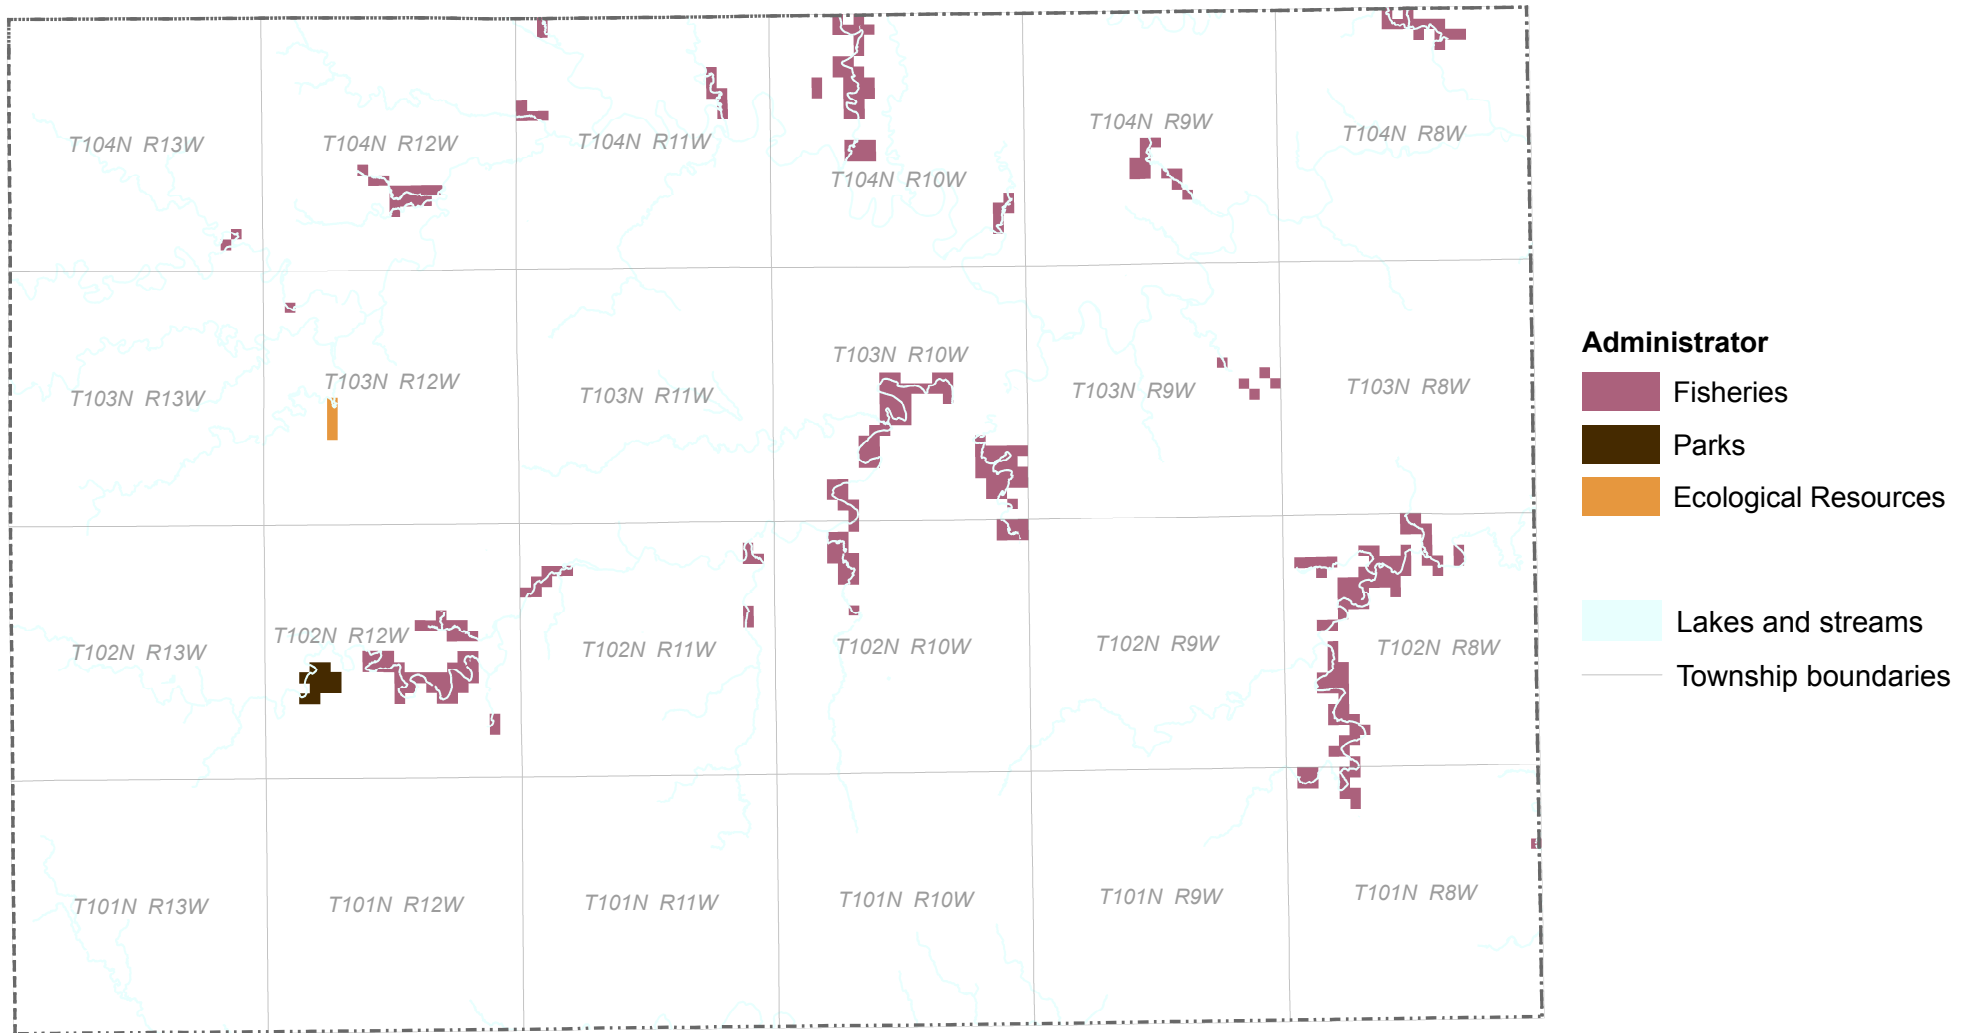 T104N R13W
T104N R12W
T104N R11W
T104N R10W
T104N R9W
T104N R8W
T103N R13W
T103N R12W
T103N R11W
T103N R10W
T103N R9W
T103N R8W
T102N R13W
T102N R12W
T102N R11W
T102N R10W
T102N R9W
T102N R8W
T101N R13W
T101N R12W
T101N R11W
T101N R10W
T101N R9W
T101N R8W
Administrator
Fisheries
Parks
Ecological Resources
Lakes and streams
Township boundaries